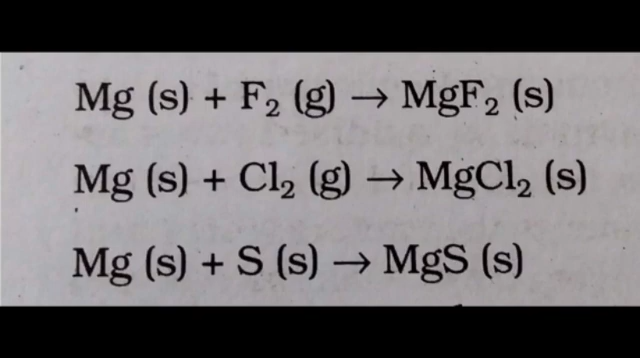 Mg (s) + F₂ (g) → MgF₂ (s)
Mg (s) + Cl₂ (g) → MgCl₂ (s)
Mg (s) + S (s) → MgS (s)